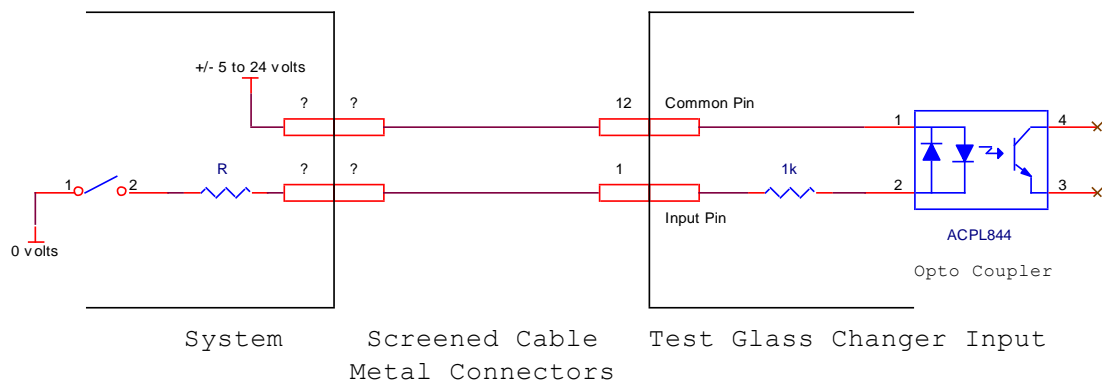 +/- 5 to 24 volts
? ? 12 Common Pin
1 4
R ? ? 1 1k
1 2 2 3
Input Pin
0 volts
ACPL844
Opto Coupler
System Screened Cable Test Glass Changer Input
Metal Connectors